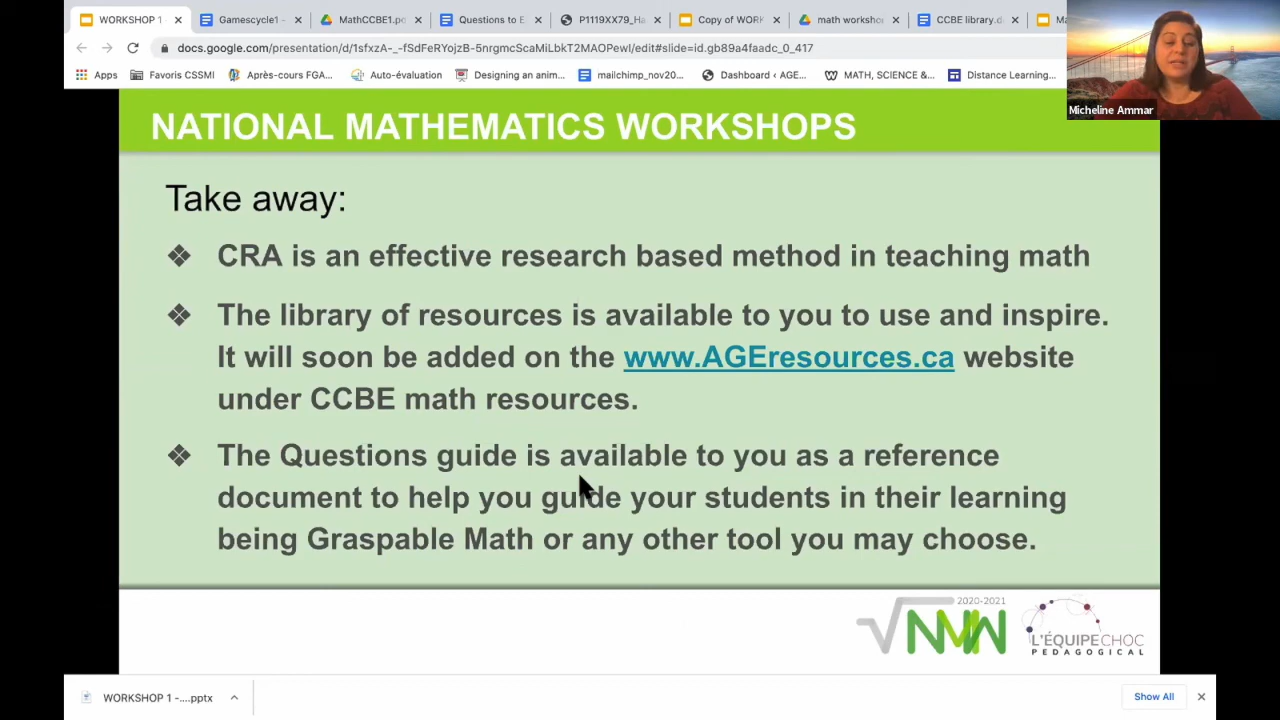 WORKSHOP 1
Gamescycle1 -
MathCCBE1.po
Questions to E
P1119XX79_Ha
Copy of WORK
math workshop
CCBE library.d
Ma
docs.google.com/presentation/d/1sfxzA-_-fSdFeRYojzB-5nrgmcScaMiLbkT2MAOPewI/edit#slide=id.gb89a4faadc_0_417
Apps
Favoris CSSMI
Après-cours FGA...
Auto-évaluation
Designing an anim...
mailchimp_nov20...
Dashboard ‹ AGE...
MATH, SCIENCE &...
Distance Learning...
Micheline Ammar
NATIONAL MATHEMATICS WORKSHOPS
Take away:
❖ CRA is an effective research based method in teaching math
❖ The library of resources is available to you to use and inspire.
It will soon be added on the www.AGEresources.ca website
under CCBE math resources.
❖ The Questions guide is available to you as a reference
document to help you guide your students in their learning
being Graspable Math or any other tool you may choose.
2020-2021
NMW
L'ÉQUIPECHOC
PEDAGOGICAL
WORKSHOP 1 -....pptx
Show All